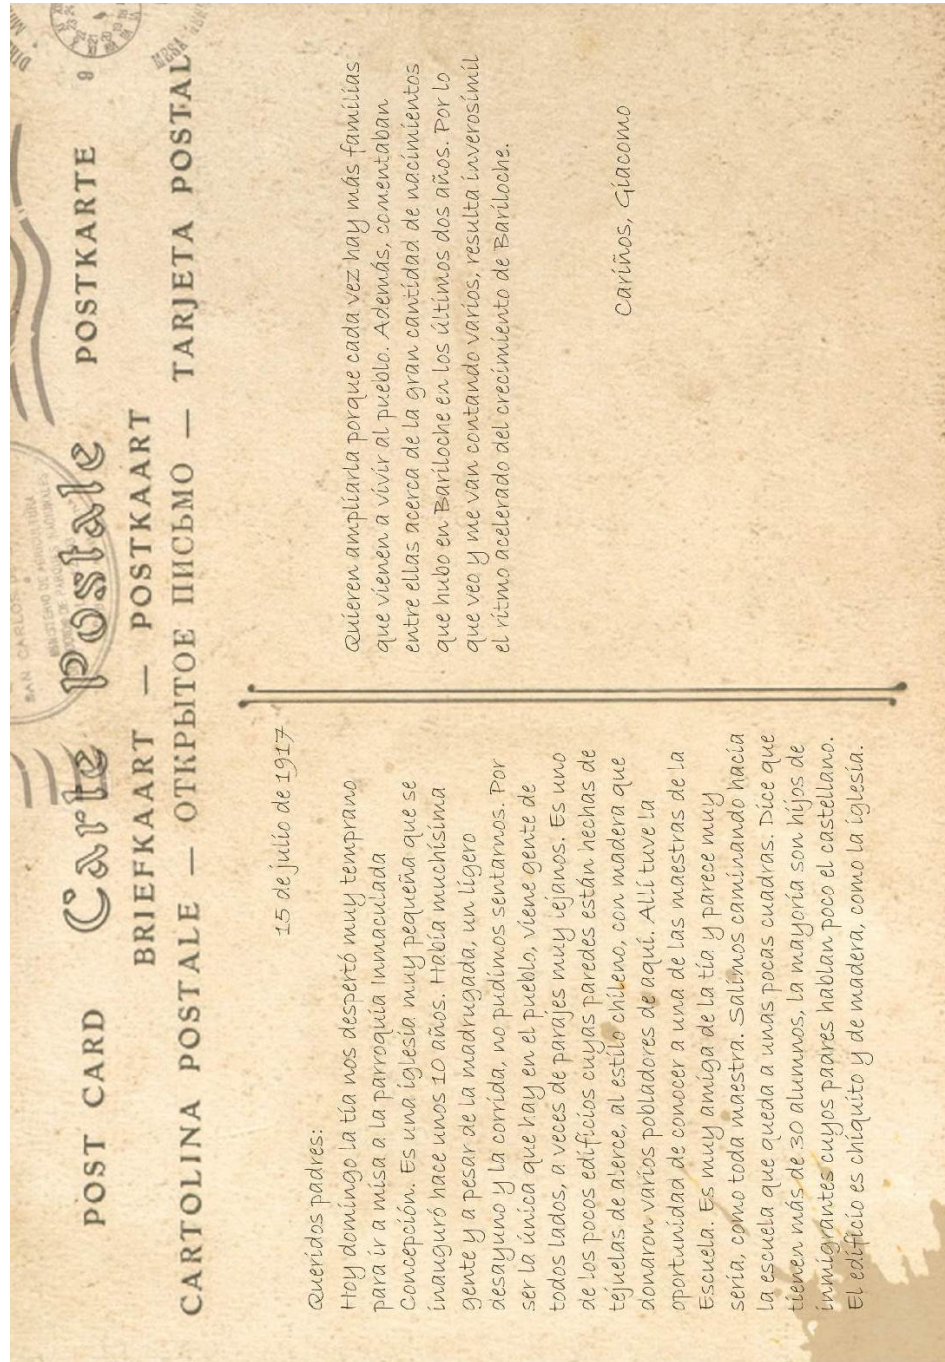 POST CARD Carte Postale POSTKARTE
BRIEFKAART — POSTKAART
CARTOLINA POSTALE — ОТКРЫТОЕ ПИСЬМО — TARJETA POSTAL
SAN CARLOS
MINISTERIO DE AGRICULTURA
MESA
9
15 de julio de 1917
Queridos padres:
Hoy domingo la tía nos despertó muy temprano
para ir a misa a la parroquia Inmaculada
Concepción. Es una iglesia muy pequeña que se
inauguró hace unos 10 años. Había muchísima
gente y a pesar de la madrugada, un ligero
desayuno y la corrida, no pudimos sentarnos. Por
ser la única que hay en el pueblo, viene gente de
todos lados, a veces de parajes muy lejanos. Es uno
de los pocos edificios cuyas paredes están hechas de
tejuelas de alerce, al estilo chileno, con madera que
donaron varios pobladores de aquí. Allí tuve la
oportunidad de conocer a una de las maestras de la
Escuela. Es muy amiga de la tía y parece muy
seria, como toda maestra. Salimos caminando hacia
la escuela que queda a unas pocas cuadras. Dice que
tienen más de 30 alumnos, la mayoría son hijos de
inmigrantes cuyos padres hablan poco el castellano.
El edificio es chiquito y de madera, como la iglesia.
Quieren ampliarla porque cada vez hay más familias
que vienen a vivir al pueblo. Además, comentaban
entre ellas acerca de la gran cantidad de nacimientos
que hubo en Bariloche en los últimos dos años. Por lo
que veo y me van contando varios, resulta inverosímil
el ritmo acelerado del crecimiento de Bariloche.
Cariños, Giacomo